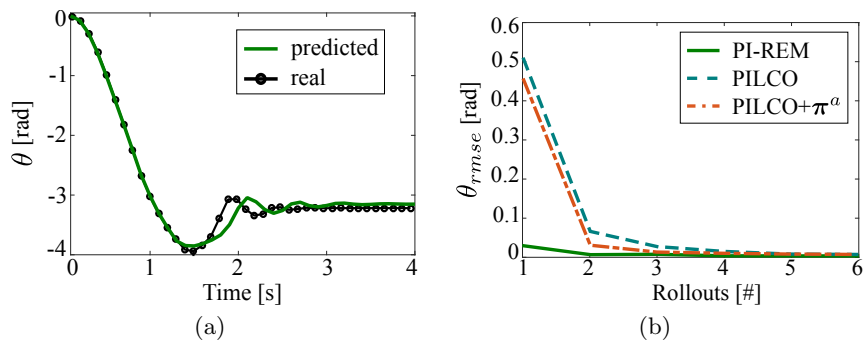 0
-1
-2
-3
-4
θ [rad]
predicted
real
0 1 2 3 4
Time [s]
(a)
0.6
0.5
0.4
0.3
0.2
0.1
0
θ_rmse [rad]
PI-REM
PILCO
PILCO+π^a
1 2 3 4 5 6
Rollouts [#]
(b)